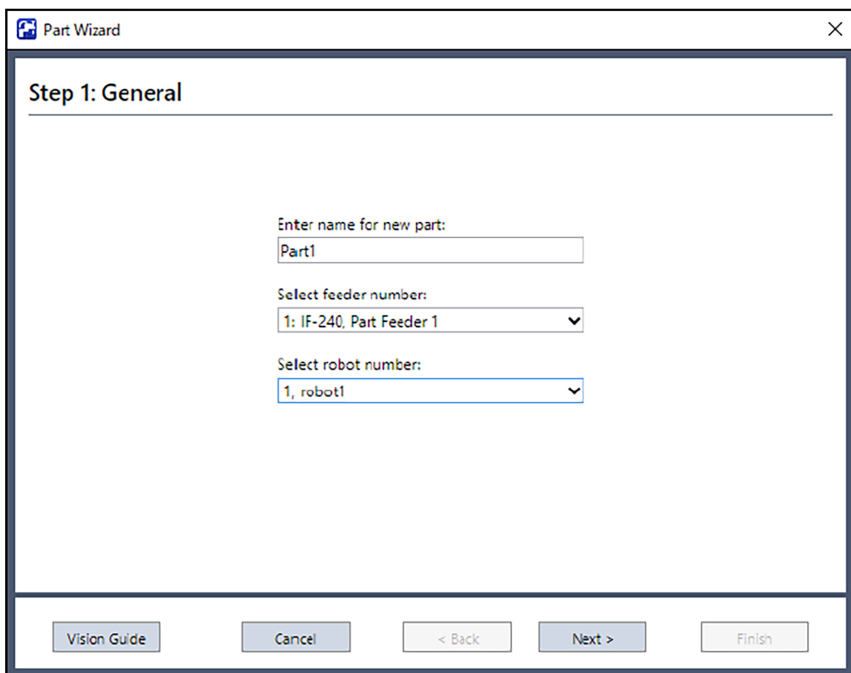 Part Wizard
Step 1: General
Enter name for new part:
Part1
Select feeder number:
1: IF-240, Part Feeder 1
Select robot number:
1, robot1
Vision Guide
Cancel
< Back
Next >
Finish